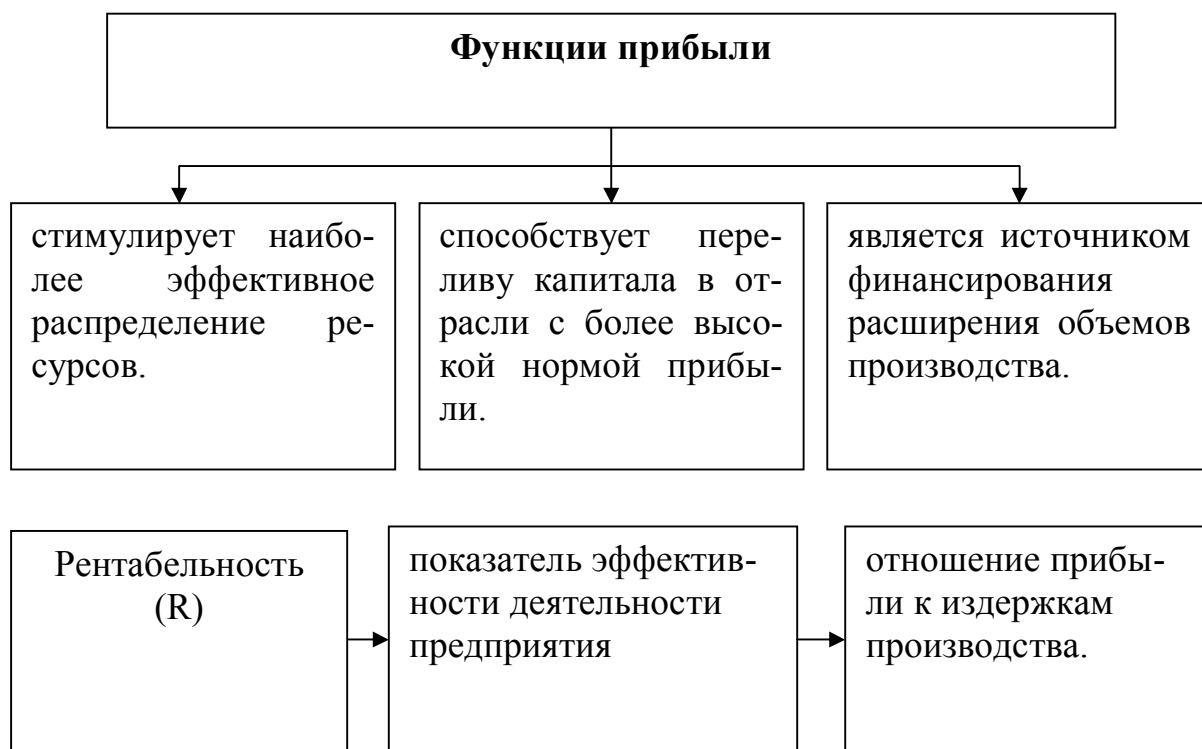 Функции прибыли
стимулирует наибо-
лее эффективное
распределение ре-
сурсов.
способствует пере-
ливу капитала в от-
расли с более высо-
кой нормой прибы-
ли.
является источником
финансирования
расширения объемов
производства.
Рентабельность
(R)
показатель эффектив-
ности деятельности
предприятия
отношение прибы-
ли к издержкам
производства.